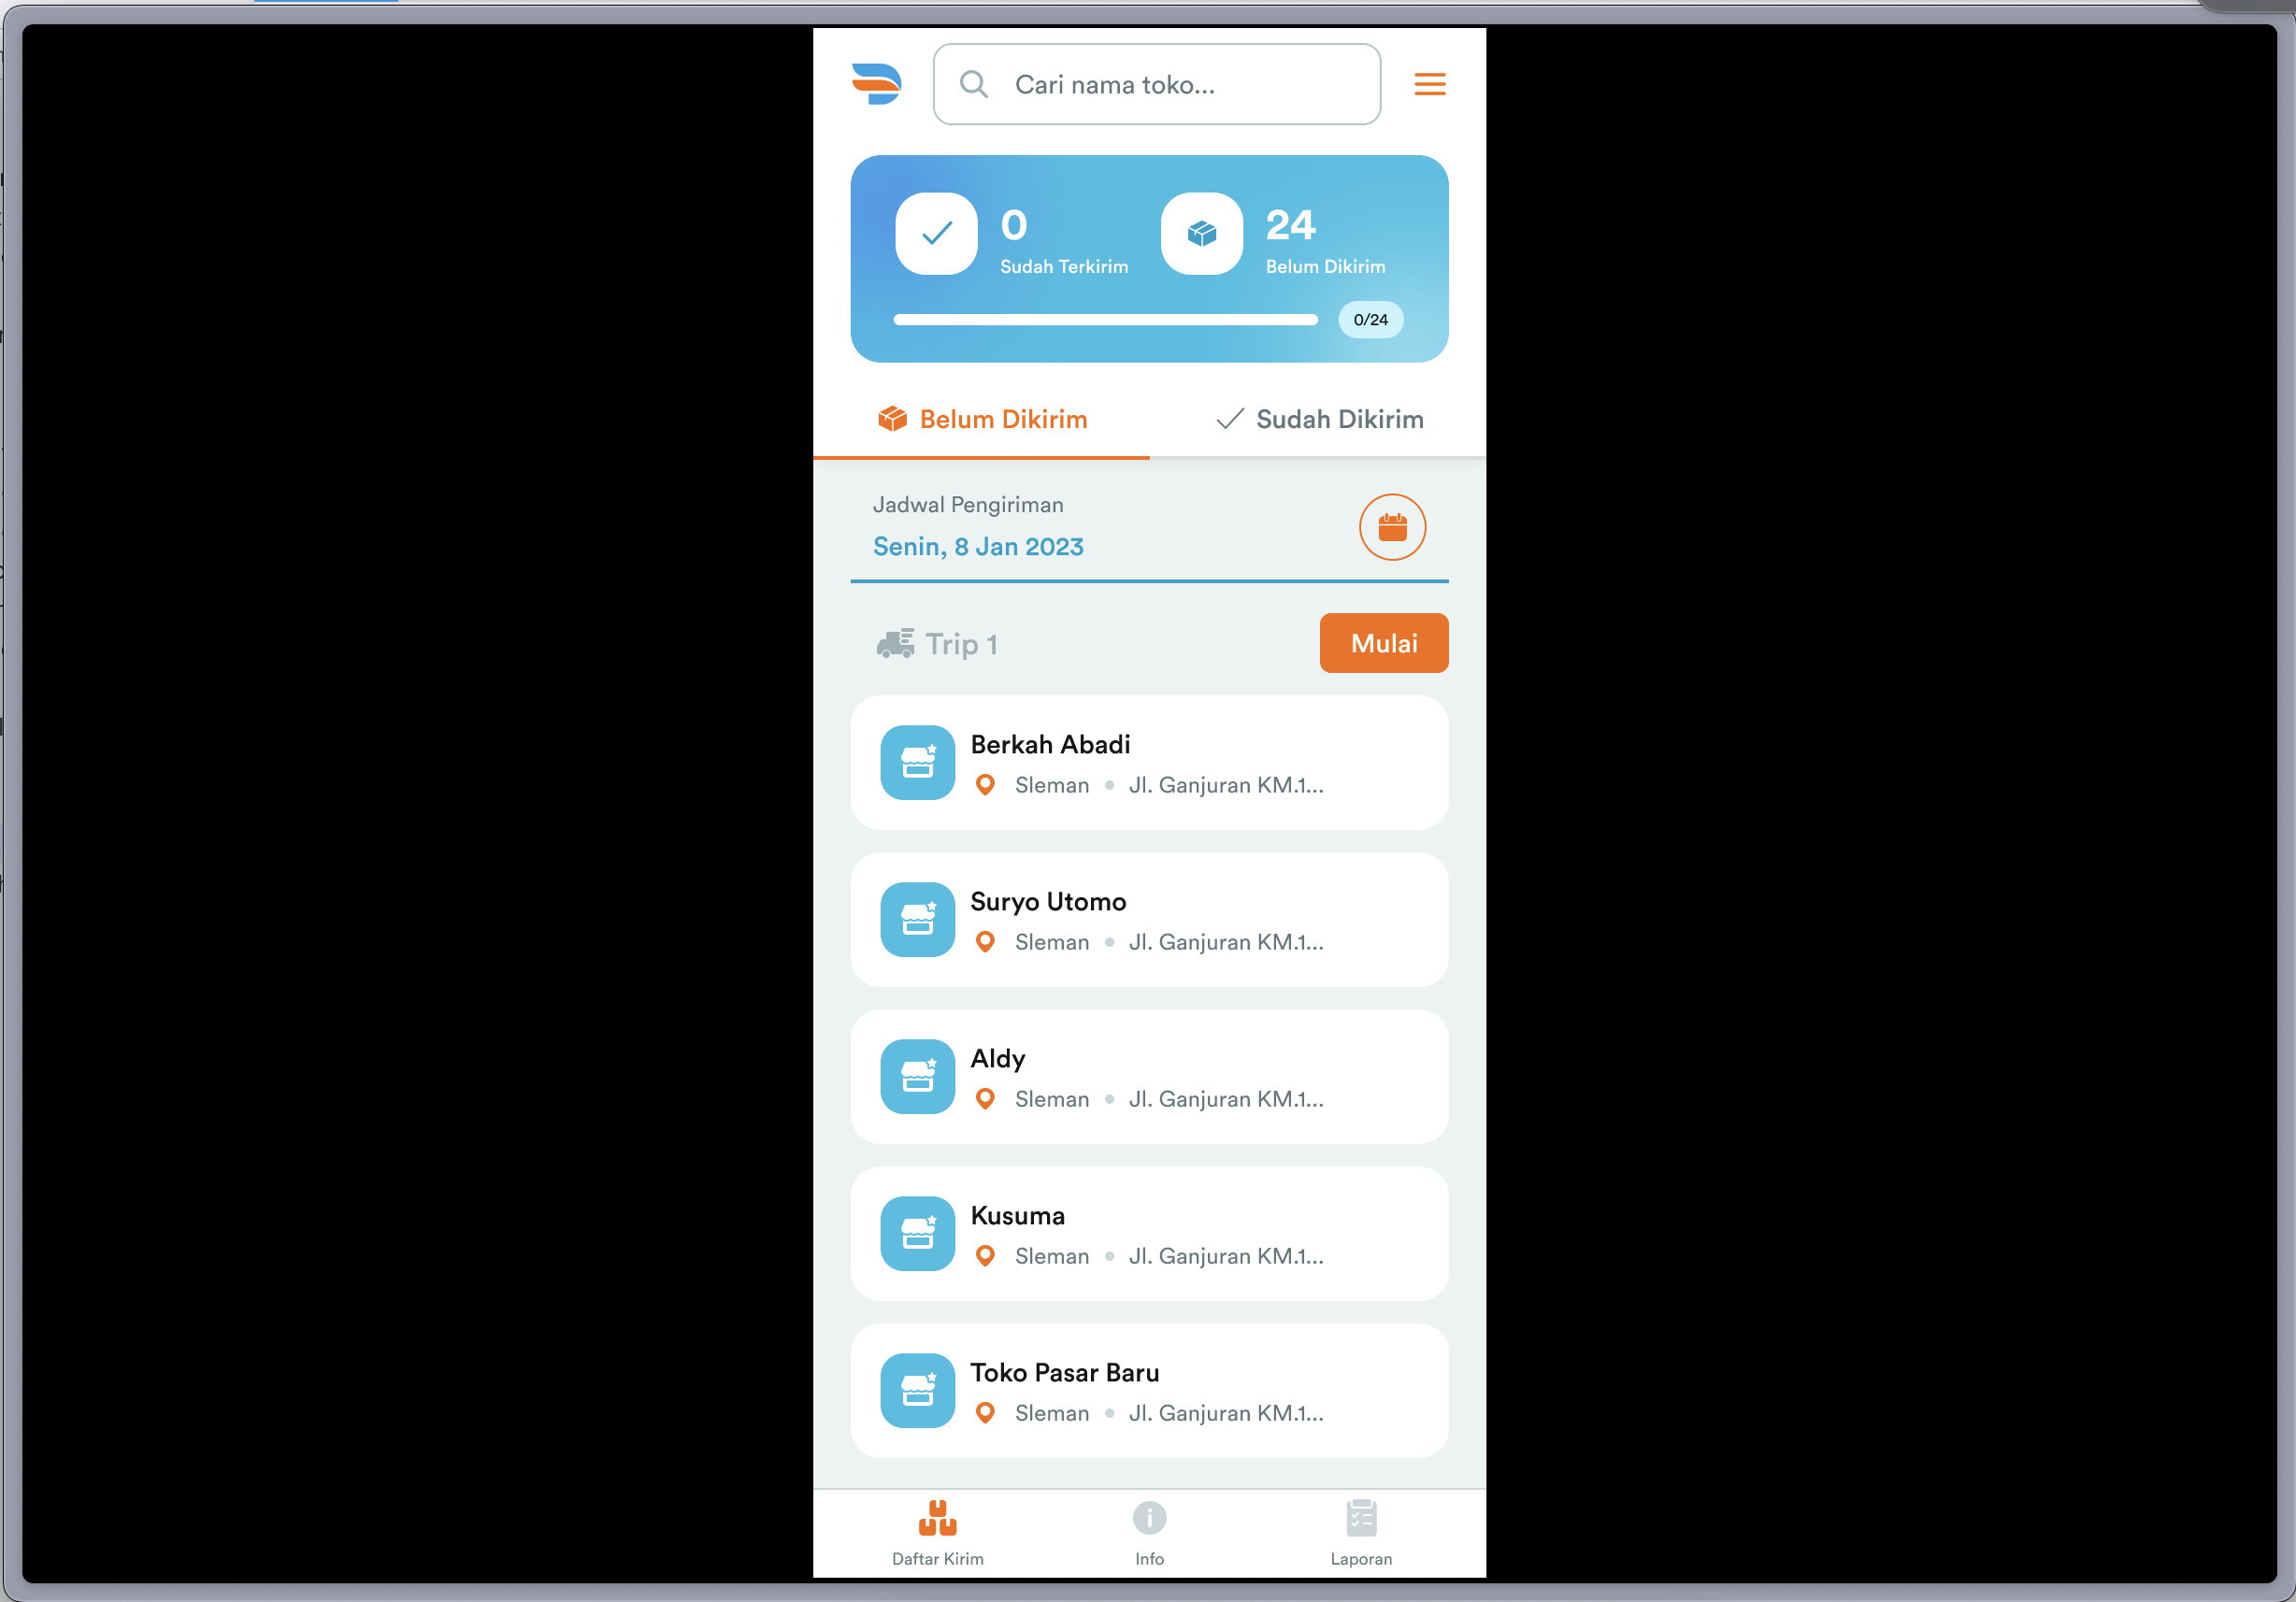 Cari nama toko...
0
Sudah Terkirim
24
Belum Dikirim
0/24
Belum Dikirim
Sudah Dikirim
Jadwal Pengiriman
Senin, 8 Jan 2023
Trip 1
Mulai
Berkah Abadi
Sleman • Jl. Ganjuran KM.1...
Suryo Utomo
Sleman • Jl. Ganjuran KM.1...
Aldy
Sleman • Jl. Ganjuran KM.1...
Kusuma
Sleman • Jl. Ganjuran KM.1...
Toko Pasar Baru
Sleman • Jl. Ganjuran KM.1...
Daftar Kirim
Info
Laporan